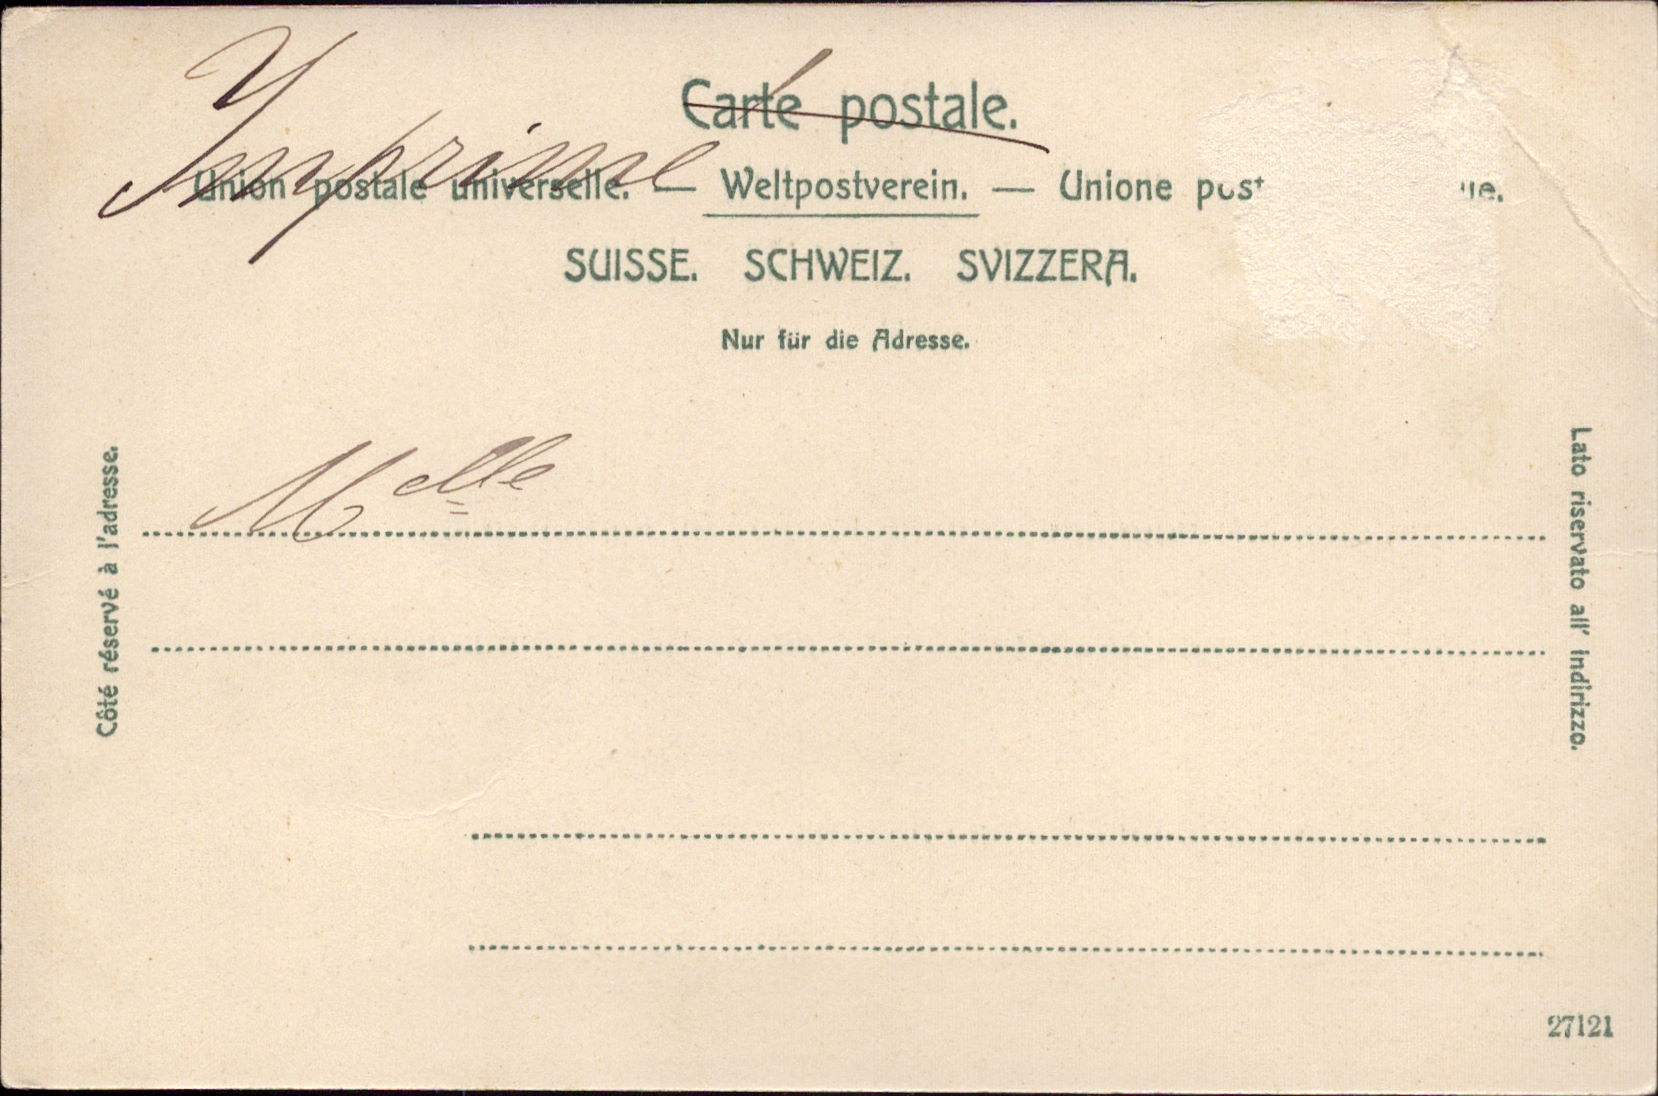 Imprimé
Carte postale.
Union postale universelle. — Weltpostverein. — Unione
SUISSE. SCHWEIZ. SVIZZERA.
Nur für die Adresse.
Côté réservé à l'adresse.
Melle
Lato riservato all' indirizzo.
27121